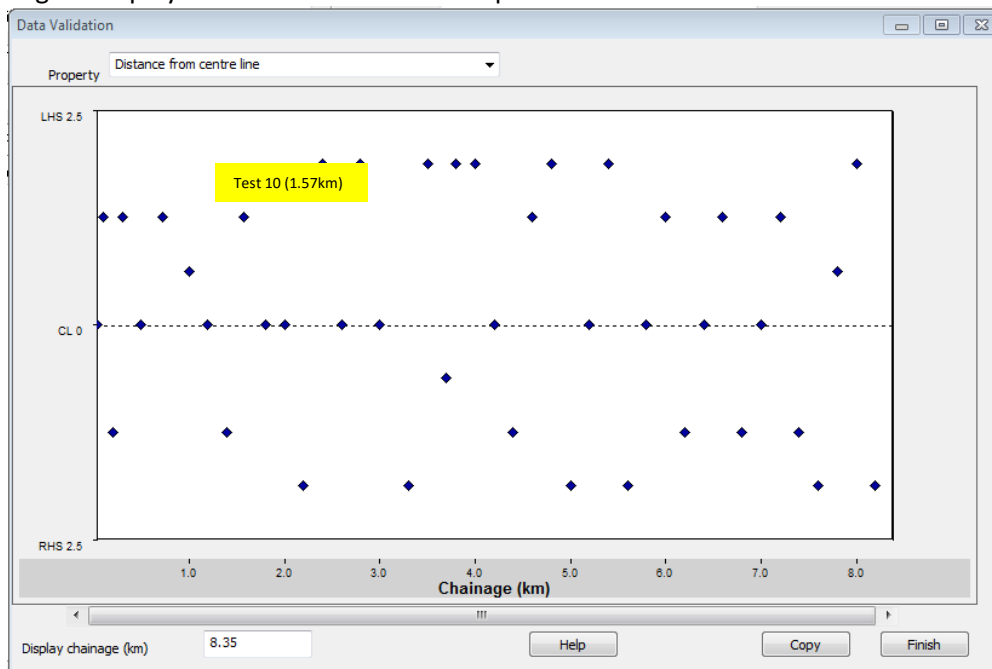 Data Validation
Property
Distance from centre line
LHS 2.5
Test 10 (1.57km)
CL 0
RHS 2.5
1.0 2.0 3.0 4.0 5.0 6.0 7.0 8.0
Chainage (km)
Display chainage (km)
8.35
Help
Copy
Finish